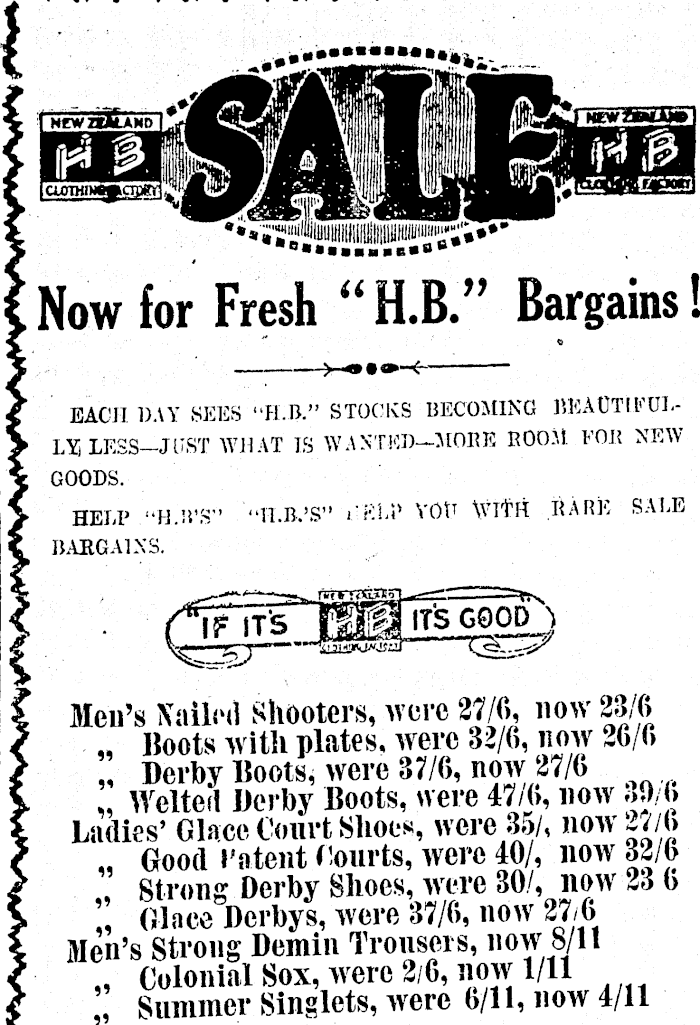 NEW ZEALAND
HB
CLOTHING FACTORY
SALE
NEW ZEALAND
HB
CLOTHING FACTORY
Now for Fresh "H.B." Bargains!
EACH DAY SEES "H.B." STOCKS BECOMING BEAUTIFUL-
LY LESS—JUST WHAT IS WANTED—MORE ROOM FOR NEW
GOODS.
HELP "H.B'S" "H.B.'S" HELP YOU WITH RARE SALE
BARGAINS.
"IF IT'S
NEW ZEALAND
HB
CLOTHING FACTORY
IT'S GOOD"
Men's Nailed Shooters, were 27/6, now 23/6
„ Boots with plates, were 32/6, now 26/6
„ Derby Boots, were 37/6, now 27/6
„ Welted Derby Boots, were 47/6, now 39/6
Ladies' Glace Court Shoes, were 35/, now 27/6
„ Good Patent Courts, were 40/, now 32/6
„ Strong Derby Shoes, were 30/, now 23 6
„ Glace Derbys, were 37/6, now 27/6
Men's Strong Demin Trousers, now 8/11
„ Colonial Sox, were 2/6, now 1/11
„ Summer Singlets, were 6/11, now 4/11